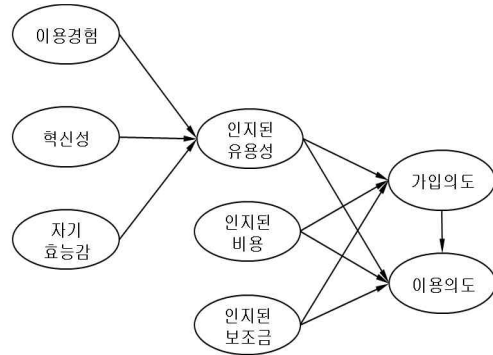 이용경험
혁신성
자기
효능감
인지된
유용성
인지된
비용
인지된
보조금
가입의도
이용의도